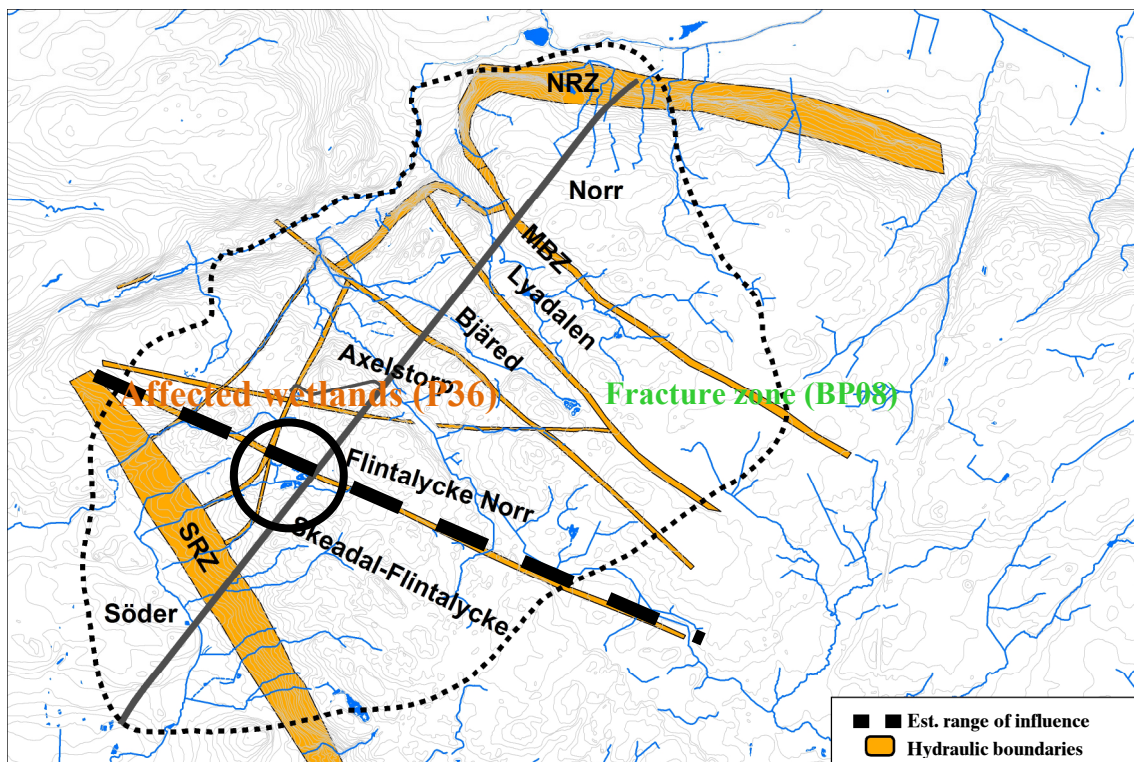 NRZ
Norr
MBZ
Lyadalen
Bjäred
Axelstorp
Affected wetlands (P36)
Fracture zone (BP08)
Flintalycke Norr
Skeadal-Flintalycke
SRZ
Söder
Est. range of influence
Hydraulic boundaries